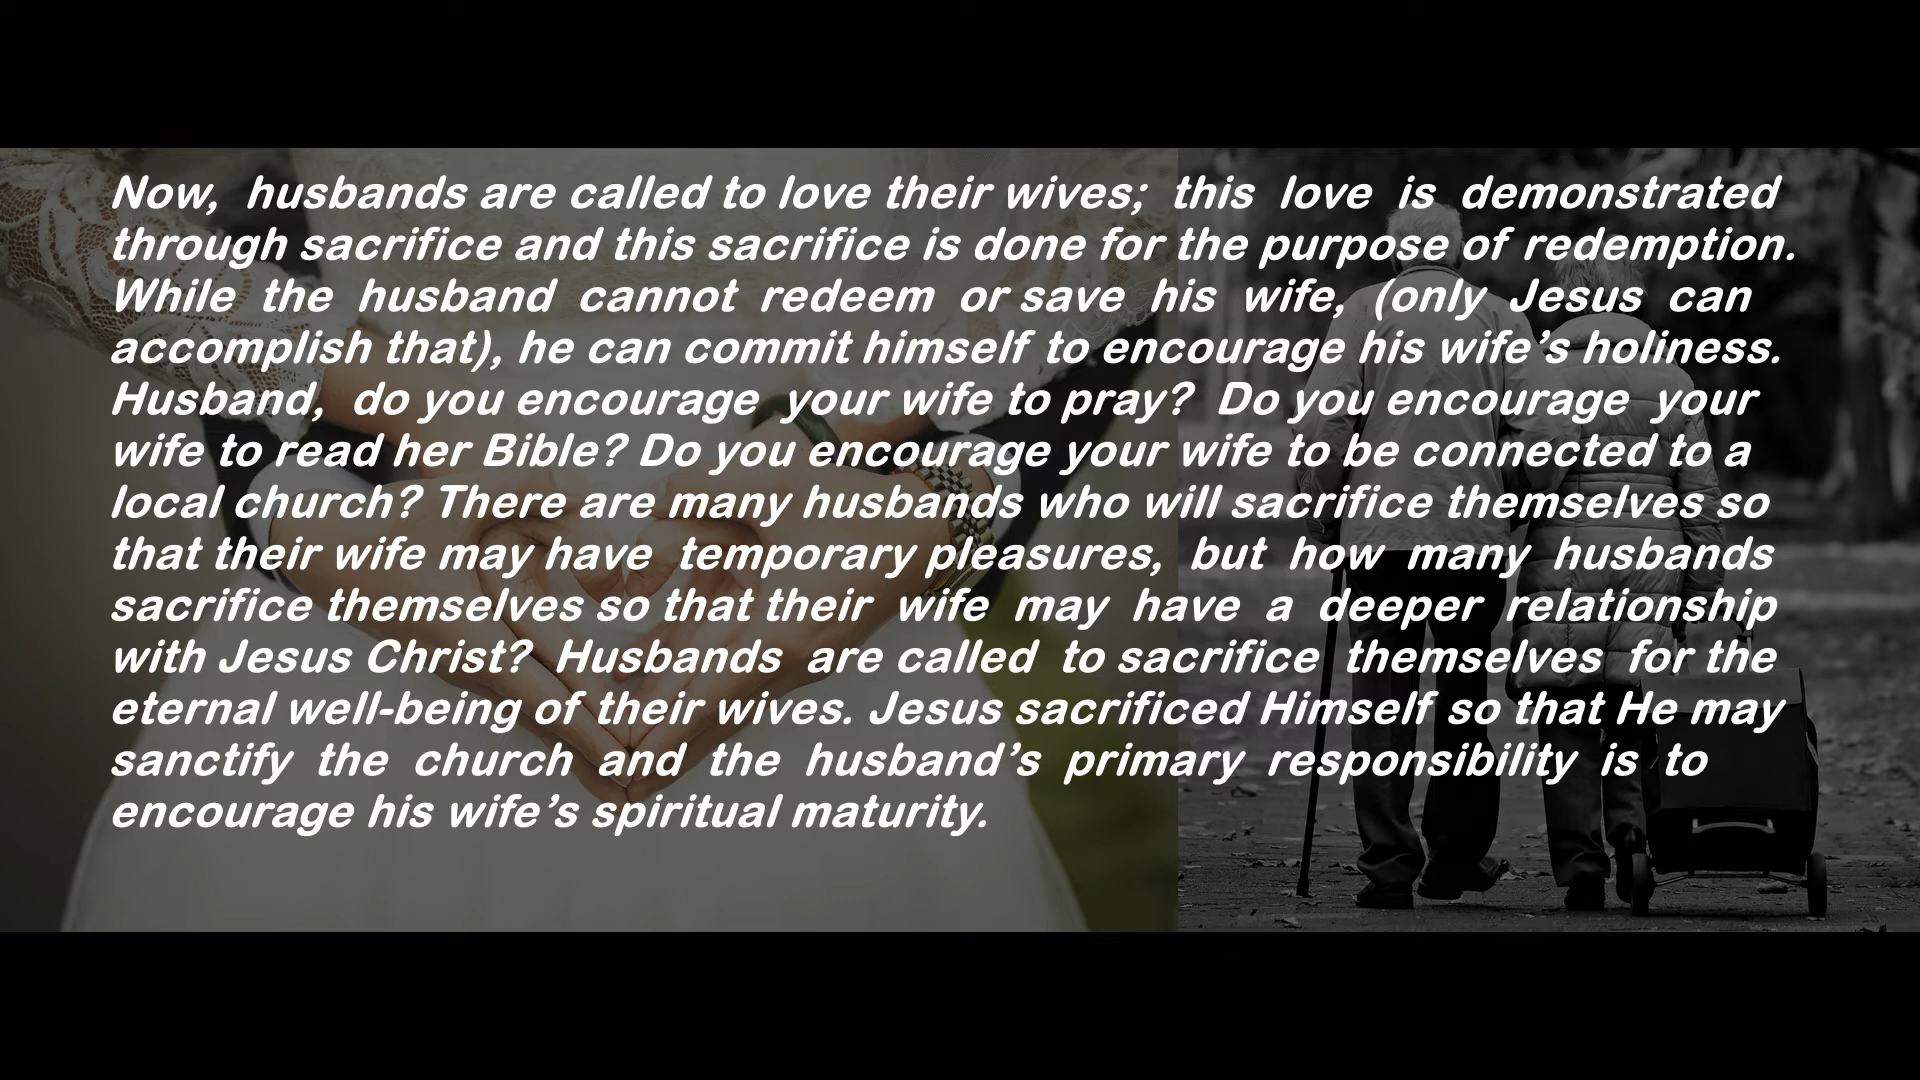 Now, husbands are called to love their wives; this love is demonstrated
through sacrifice and this sacrifice is done for the purpose of redemption.
While the husband cannot redeem or save his wife, (only Jesus can
accomplish that), he can commit himself to encourage his wife’s holiness.
Husband, do you encourage your wife to pray? Do you encourage your
wife to read her Bible? Do you encourage your wife to be connected to a
local church? There are many husbands who will sacrifice themselves so
that their wife may have temporary pleasures, but how many husbands
sacrifice themselves so that their wife may have a deeper relationship
with Jesus Christ? Husbands are called to sacrifice themselves for the
eternal well-being of their wives. Jesus sacrificed Himself so that He may
sanctify the church and the husband’s primary responsibility is to
encourage his wife’s spiritual maturity.